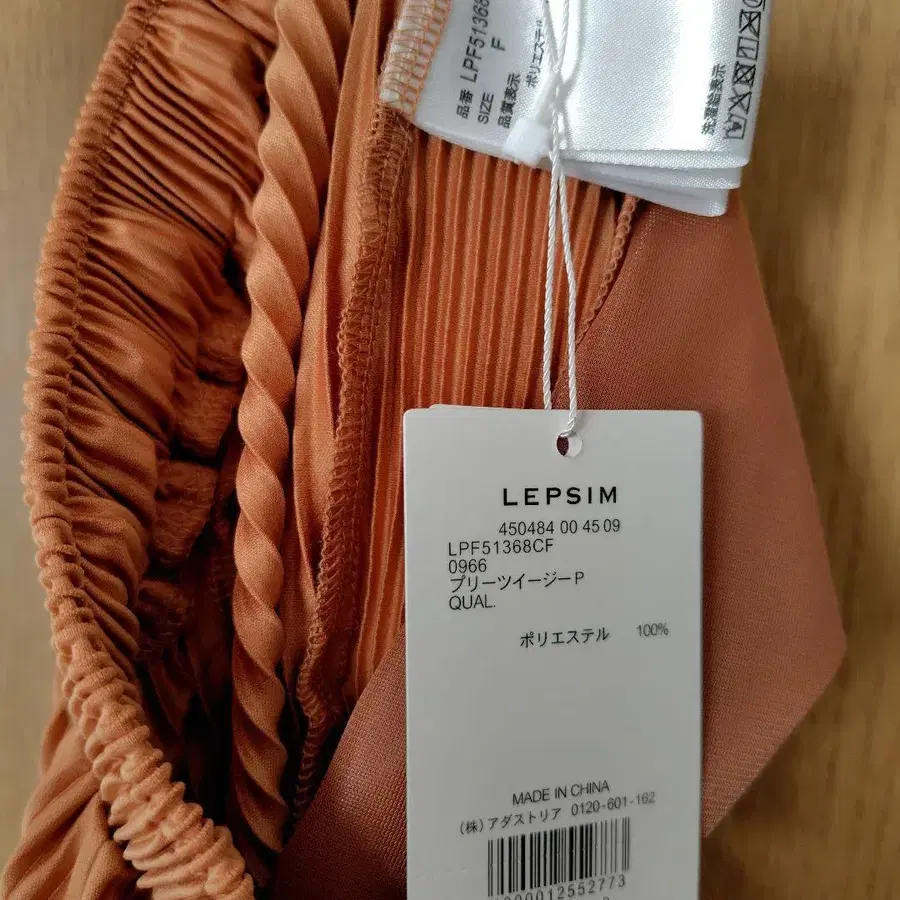 品番 LPF51368
SIZE F
品質表示
ポリエステル
洗濯絵表示
LEPSIM
450484 00 45 09
LPF51368CF
0966
プリーツイージーP
QUAL.
ポリエステル 100%
MADE IN CHINA
(株)アダストリア 0120-601-162
000012552773